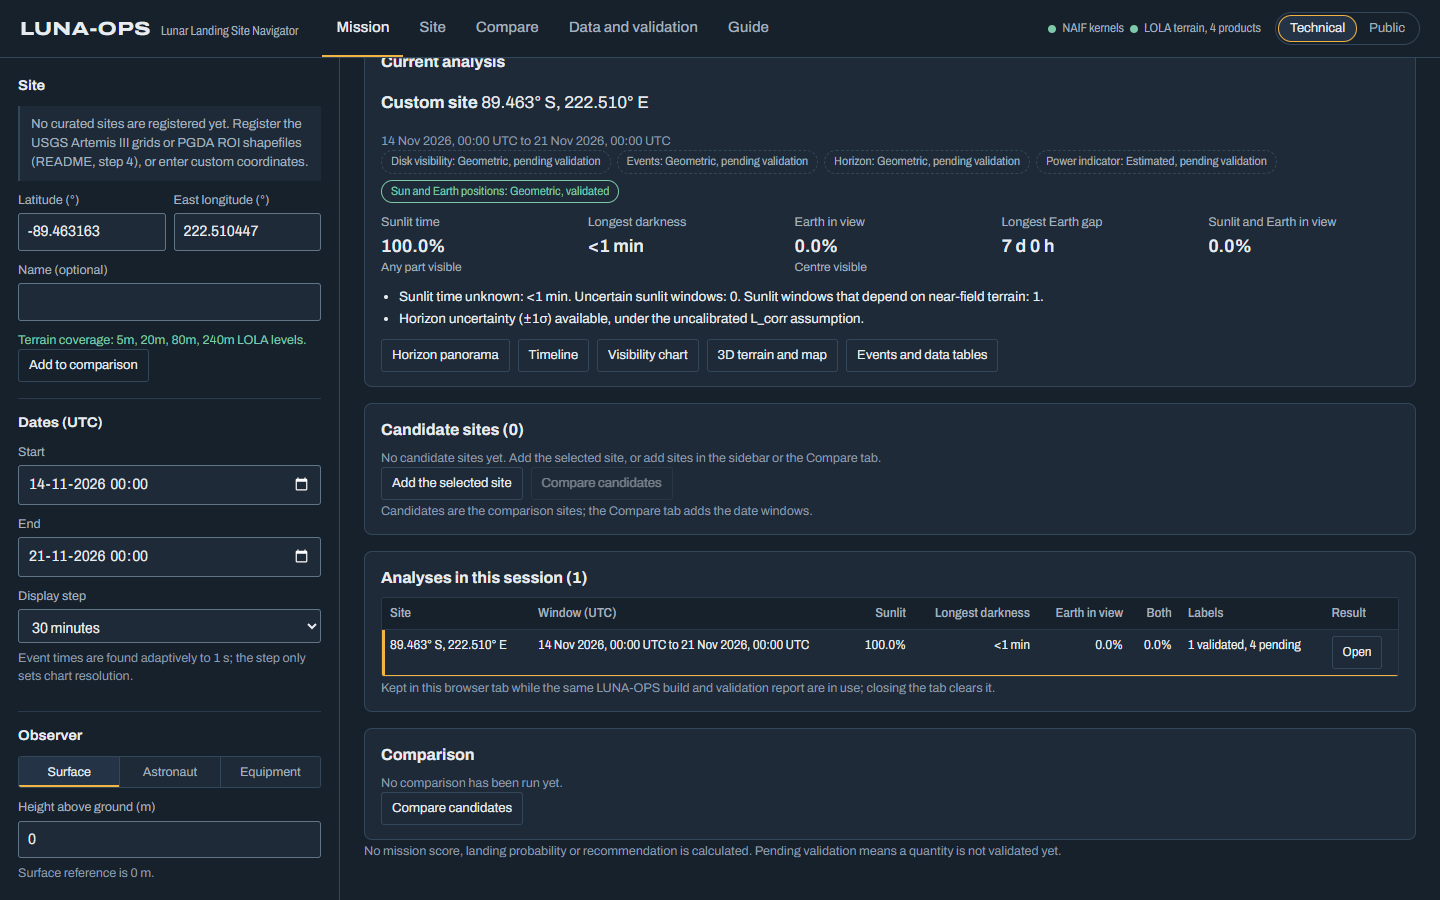 LUNA-OPS Lunar Landing Site Navigator Mission Site Compare Data and validation Guide NAIF kernels LOLA terrain, 4 products Technical Public
Site
No curated sites are registered yet. Register the
USGS Artemis III grids or PGDA ROI shapefiles
(README, step 4), or enter custom coordinates.
Latitude (°) East longitude (°)
-89.463163 222.510447
Name (optional)
Terrain coverage: 5m, 20m, 80m, 240m LOLA levels.
Add to comparison
Dates (UTC)
Start
14-11-2026 00:00
End
21-11-2026 00:00
Display step
30 minutes
Event times are found adaptively to 1 s; the step only
sets chart resolution.
Observer
Surface Astronaut Equipment
Height above ground (m)
0
Surface reference is 0 m.
Current analysis
Custom site 89.463° S, 222.510° E
14 Nov 2026, 00:00 UTC to 21 Nov 2026, 00:00 UTC
Disk visibility: Geometric, pending validation Events: Geometric, pending validation Horizon: Geometric, pending validation Power indicator: Estimated, pending validation
Sun and Earth positions: Geometric, validated
Sunlit time Longest darkness Earth in view Longest Earth gap Sunlit and Earth in view
100.0% <1 min 0.0% 7 d 0 h 0.0%
Any part visible Centre visible
• Sunlit time unknown: <1 min. Uncertain sunlit windows: 0. Sunlit windows that depend on near-field terrain: 1.
• Horizon uncertainty (±1σ) available, under the uncalibrated L_corr assumption.
Horizon panorama Timeline Visibility chart 3D terrain and map Events and data tables
Candidate sites (0)
No candidate sites yet. Add the selected site, or add sites in the sidebar or the Compare tab.
Add the selected site Compare candidates
Candidates are the comparison sites; the Compare tab adds the date windows.
Analyses in this session (1)
Site Window (UTC) Sunlit Longest darkness Earth in view Both Labels Result
89.463° S, 222.510° E 14 Nov 2026, 00:00 UTC to 21 Nov 2026, 00:00 UTC 100.0% <1 min 0.0% 0.0% 1 validated, 4 pending Open
Kept in this browser tab while the same LUNA-OPS build and validation report are in use; closing the tab clears it.
Comparison
No comparison has been run yet.
Compare candidates
No mission score, landing probability or recommendation is calculated. Pending validation means a quantity is not validated yet.